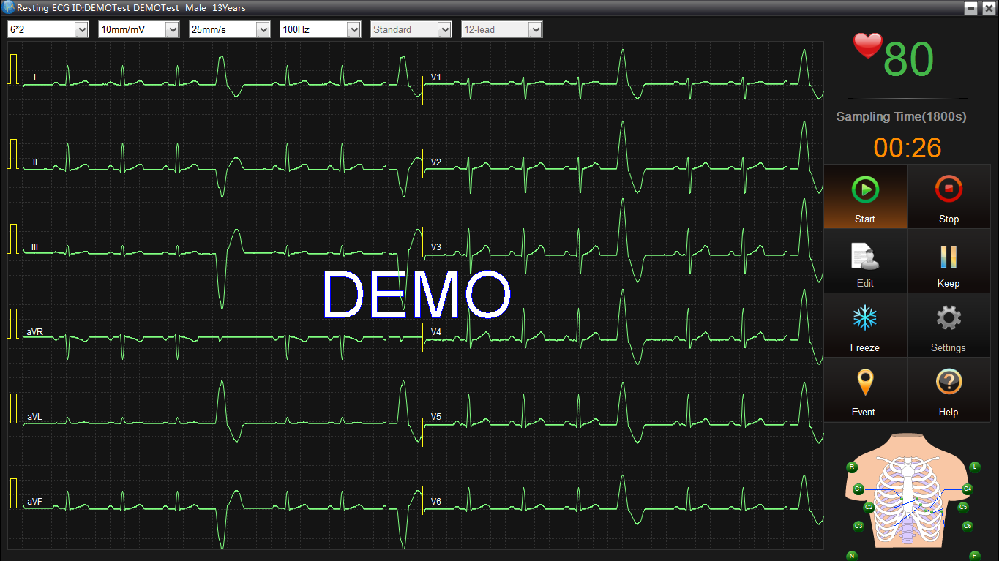 Resting ECG ID:DEMOTest DEMOTest Male 13Years
6*2 10mm/mV 25mm/s 100Hz Standard 12-lead
80
Sampling Time(1800s)
00:26
I V1
II V2
III V3
aVR V4
aVL V5
aVF V6
DEMO
Start Stop
Edit Keep
Freeze Settings
Event Help
R L
C1 C4
C2 C5
C3 C6
N F